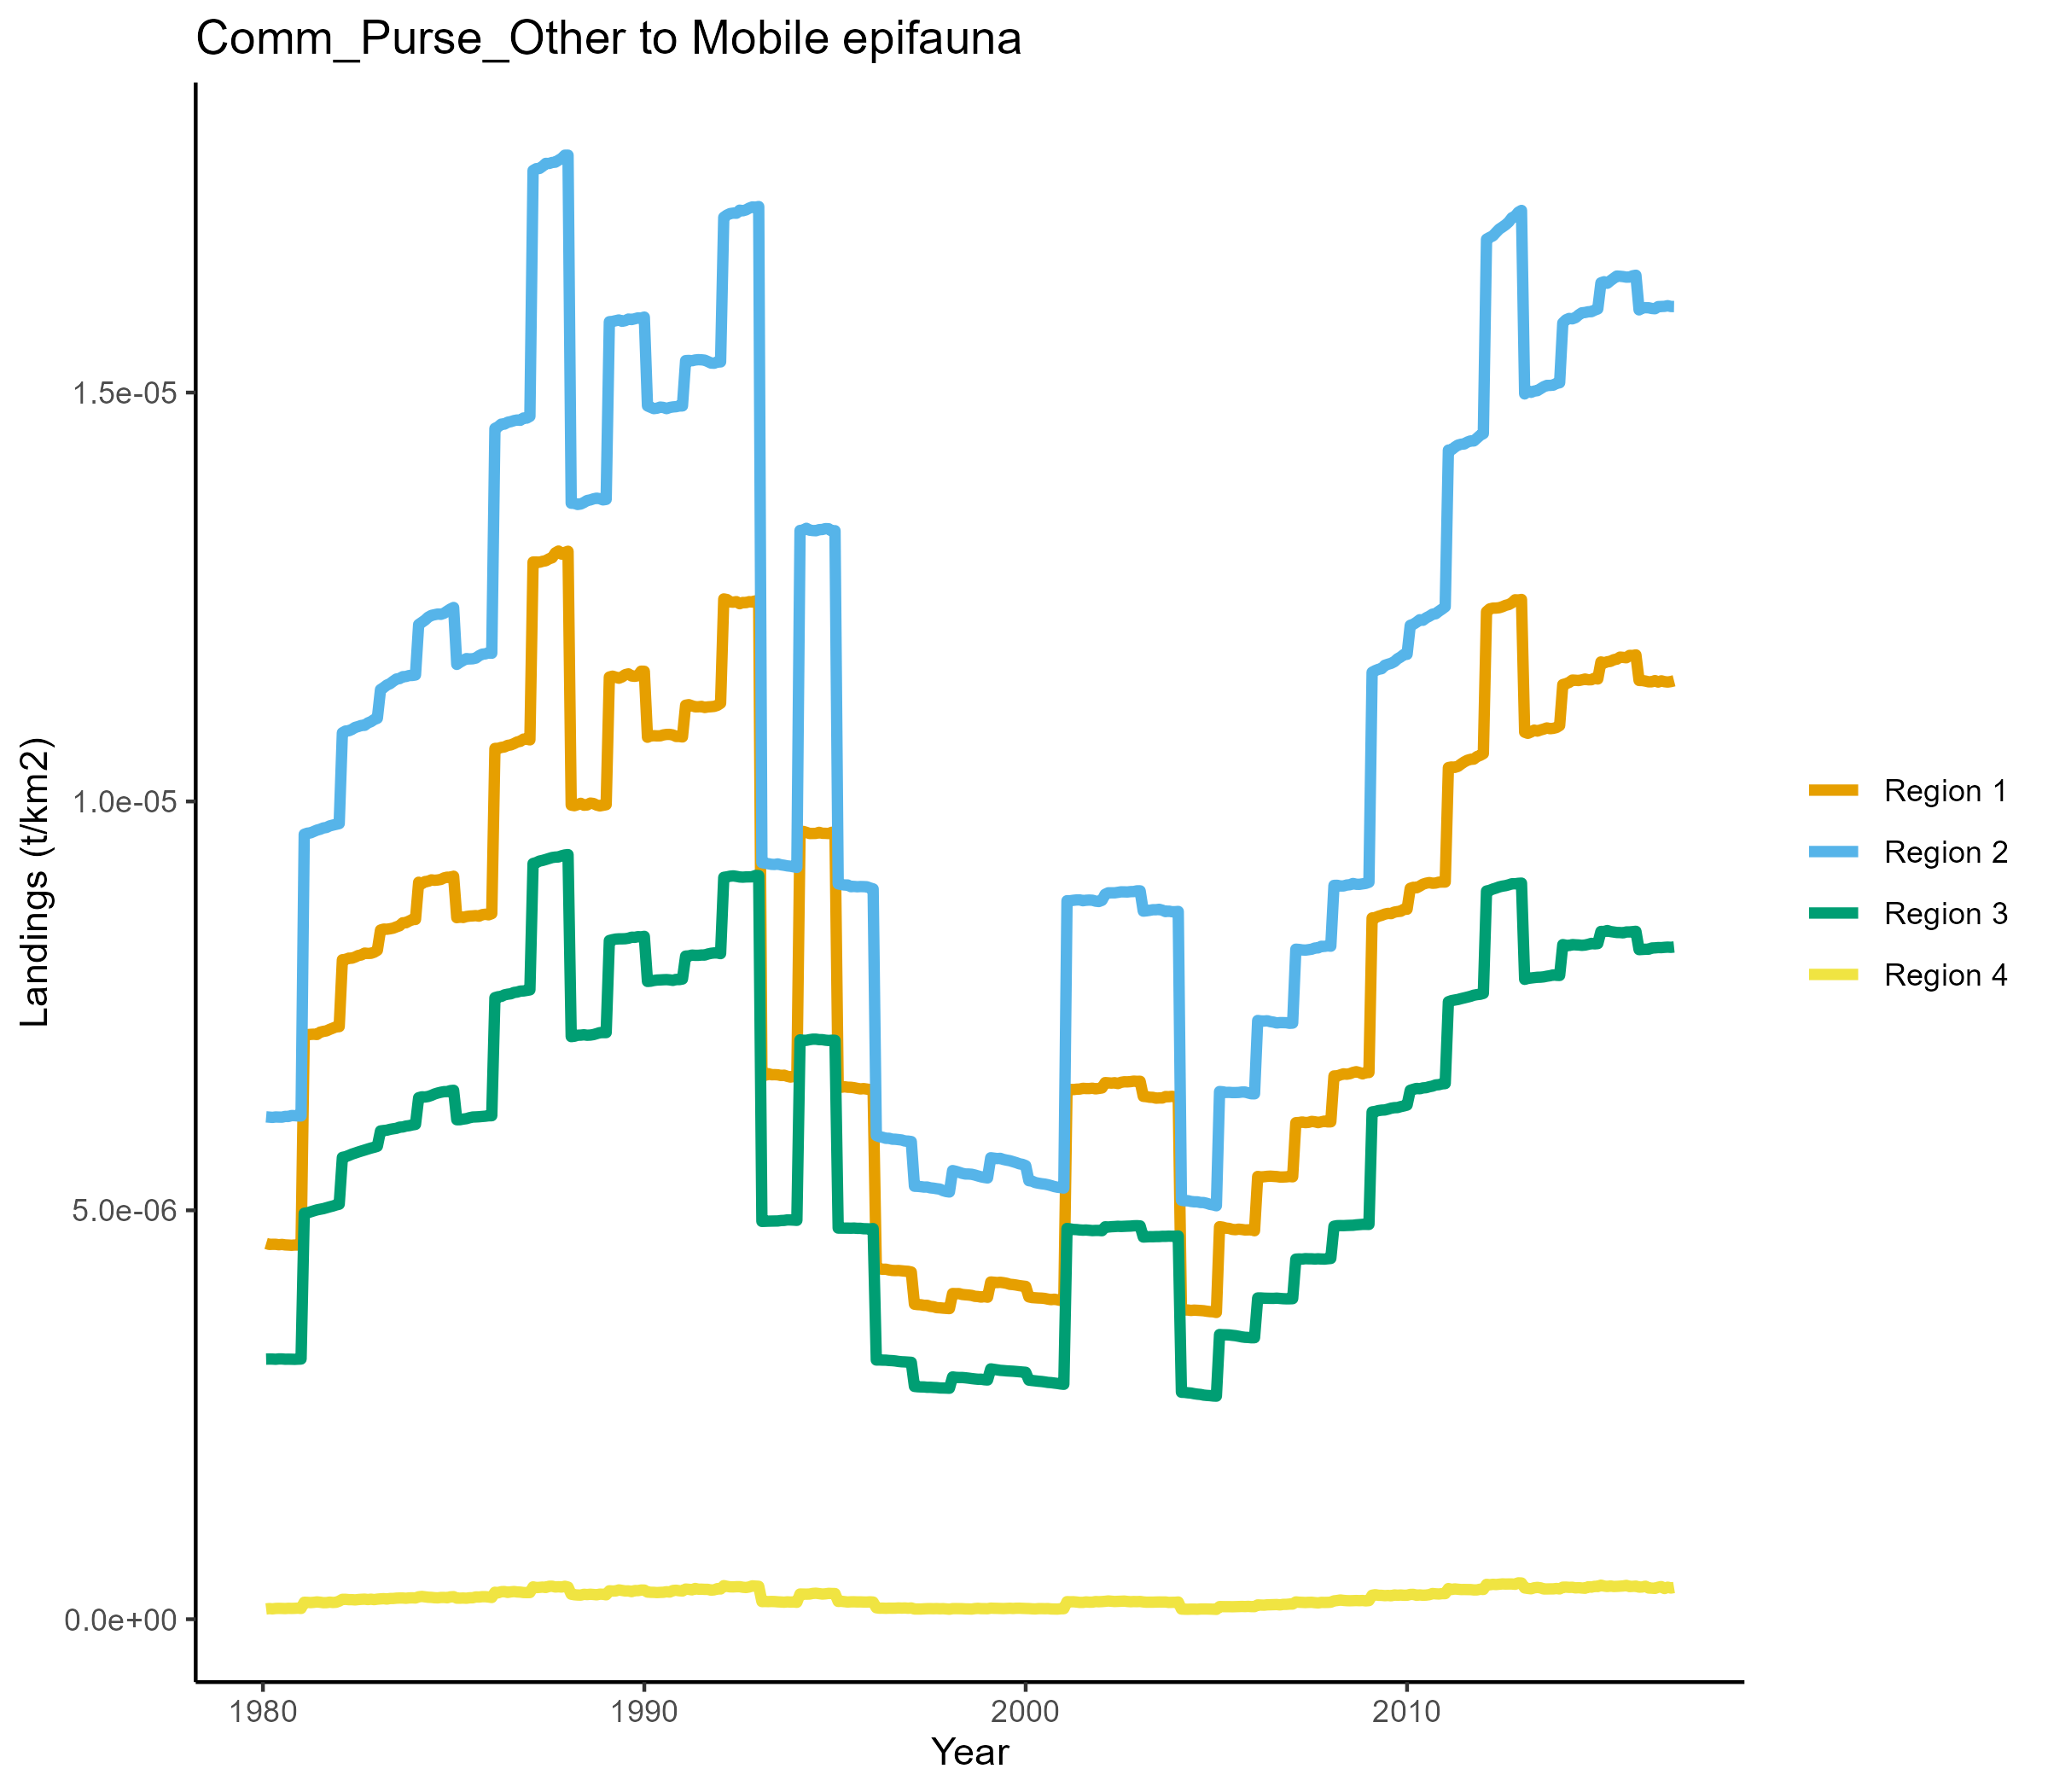 Comm_Purse_Other to Mobile epifauna
Landings (t/km2)
1.5e-05
1.0e-05
5.0e-06
0.0e+00
1980
1990
2000
2010
Year
Region 1
Region 2
Region 3
Region 4